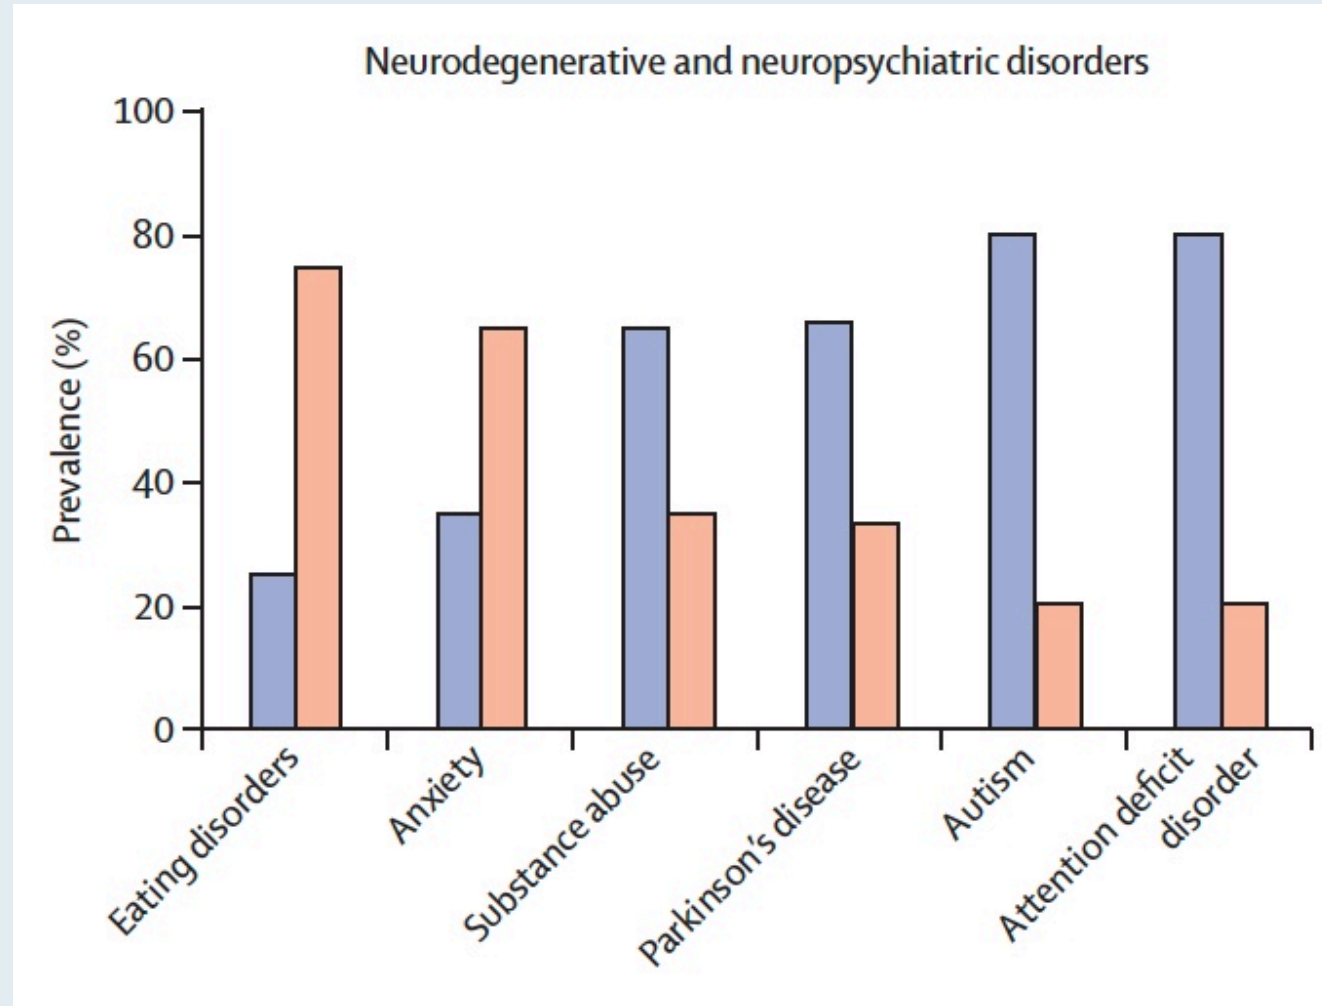 Neurodegenerative and neuropsychiatric disorders
100
80
60
40
20
0
Prevalence (%)
Eating disorders
Anxiety
Substance abuse
Parkinson's disease
Autism
Attention deficit
disorder